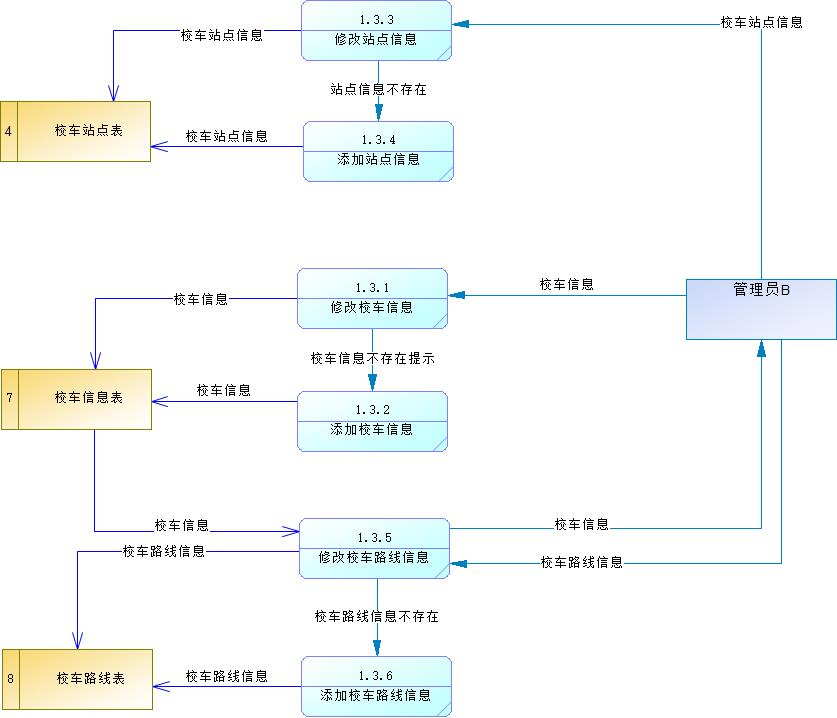 1.3.3
修改站点信息
校车站点信息
校车站点信息
站点信息不存在
4
校车站点表
校车站点信息
1.3.4
添加站点信息
1.3.1
修改校车信息
校车信息
管理员B
校车信息
校车信息不存在提示
7
校车信息表
校车信息
1.3.2
添加校车信息
校车信息
1.3.5
修改校车路线信息
校车信息
校车路线信息
校车路线信息
校车路线信息不存在
8
校车路线表
校车路线信息
1.3.6
添加校车路线信息